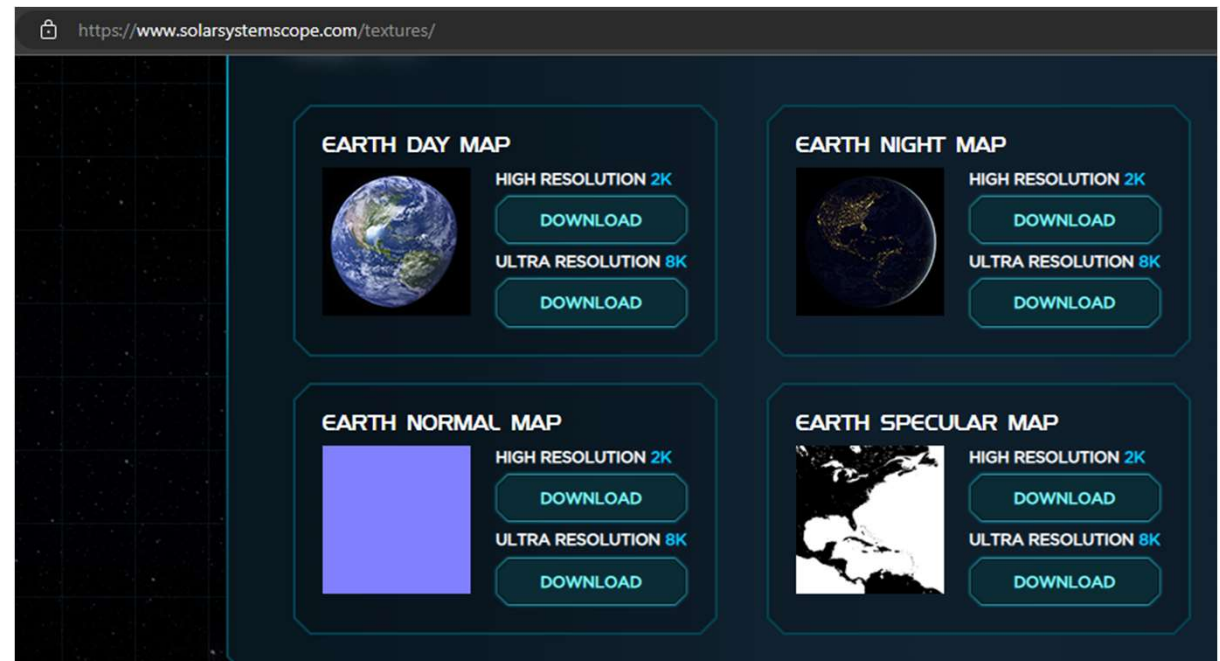 https://www.solarsystemscope.com/textures/
EARTH DAY MAP
HIGH RESOLUTION 2K
DOWNLOAD
ULTRA RESOLUTION 8K
DOWNLOAD
EARTH NIGHT MAP
HIGH RESOLUTION 2K
DOWNLOAD
ULTRA RESOLUTION 8K
DOWNLOAD
EARTH NORMAL MAP
HIGH RESOLUTION 2K
DOWNLOAD
ULTRA RESOLUTION 8K
DOWNLOAD
EARTH SPECULAR MAP
HIGH RESOLUTION 2K
DOWNLOAD
ULTRA RESOLUTION 8K
DOWNLOAD